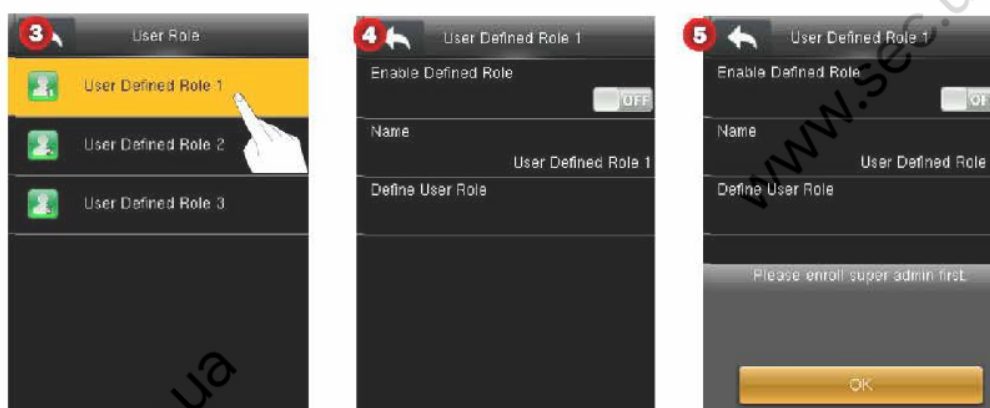 3
User Role
User Defined Role 1
User Defined Role 2
User Defined Role 3
4
User Defined Role 1
Enable Defined Role
OFF
Name
User Defined Role 1
Define User Role
5
User Defined Role 1
Enable Defined Role
OF
Name
User Defined Role
Define User Role
Please enroll super admin first.
OK
www.sec.u
ua